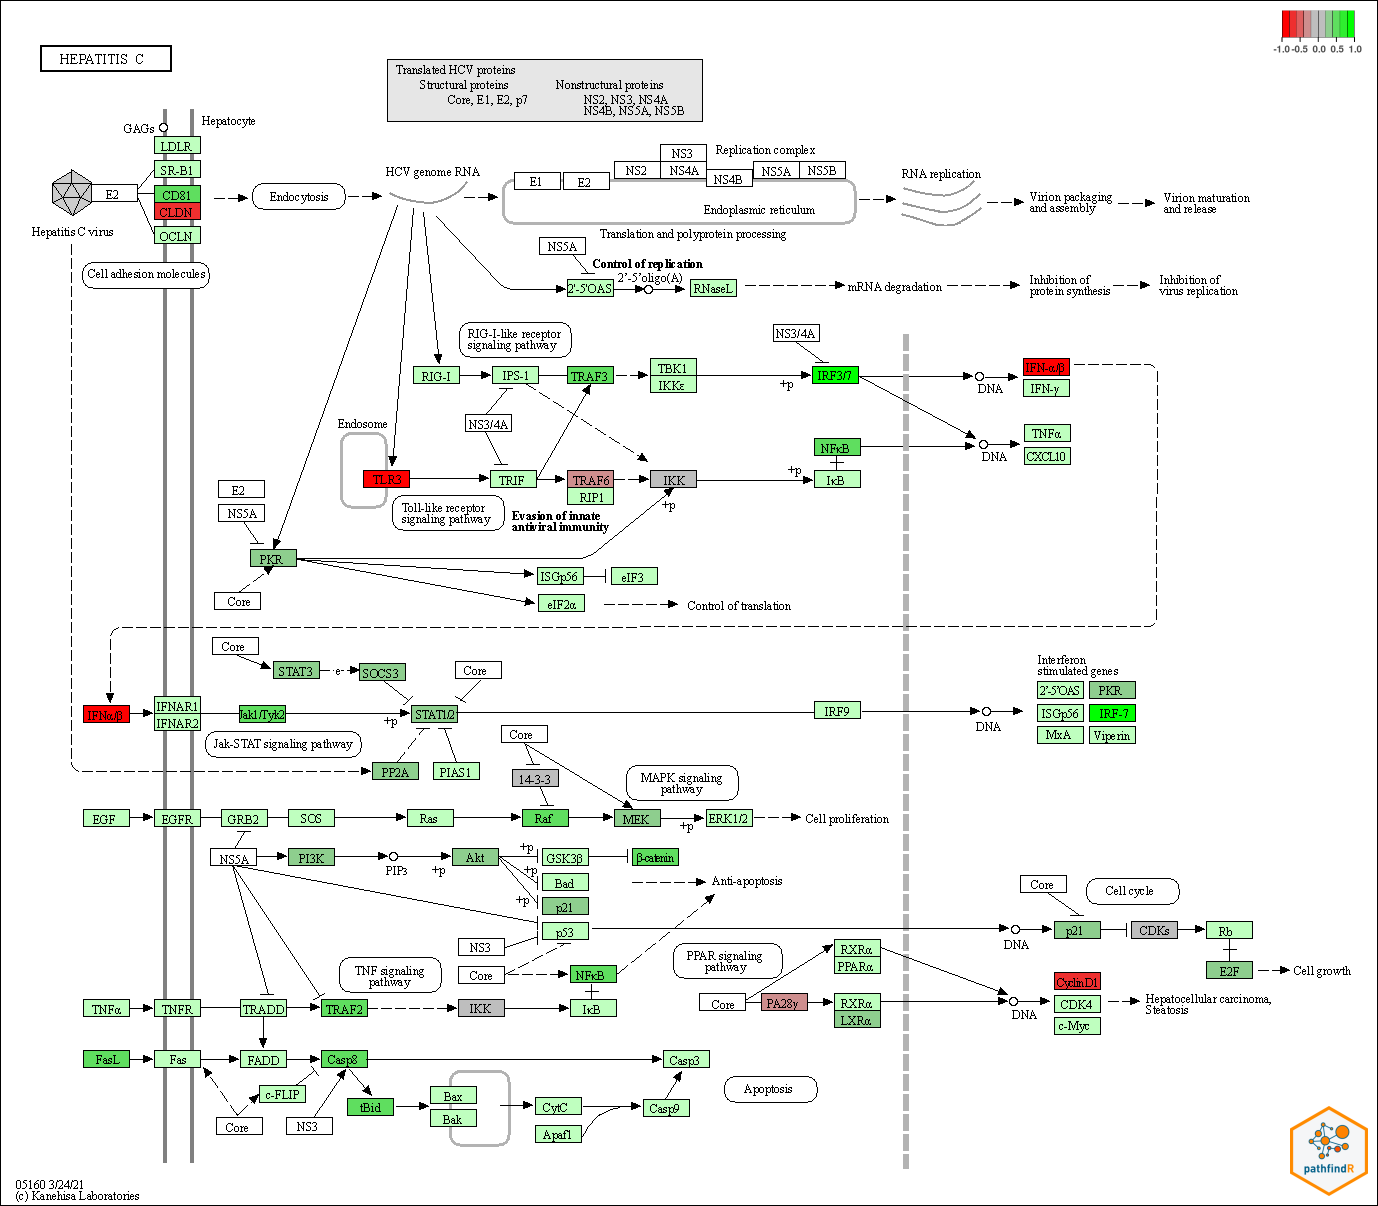 -1.0 -0.5 0.0 0.5 1.0
HEPATITIS C
Translated HCV proteins
Structural proteins
Nonstructural proteins
Core, E1, E2, p7
NS2, NS3, NS4A
NS4B, NS5A, NS5B
GAGs
Hepatocyte
LDLR
SR-B1
E2
CD81
CLDN
OCLN
Hepatitis C virus
Cell adhesion molecules
Endocytosis
HCV genome RNA
E1
E2
NS2
NS3
NS4A
NS4B
NS5A
NS5B
Replication complex
Endoplasmic reticulum
Translation and polyprotein processing
RNA replication
Virion packaging
and assembly
Virion maturation
and release
NS5A
Control of replication
2'-5'oligo(A)
2'-5'OAS
RNaseL
mRNA degradation
Inhibition of
protein synthesis
Inhibition of
virus replication
RIG-I-like receptor
signaling pathway
NS3/4A
RIG-I
IPS-1
TRAF3
TBK1
IKKε
+p
IRF3/7
DNA
IFN-α/β
IFN-γ
NS3/4A
Endosome
TLR3
TRIF
TRAF6
RIP1
IKK
+p
+p
NFκB
IκB
DNA
TNFα
CXCL10
Toll-like receptor
signaling pathway
Evasion of innate
antiviral immunity
E2
NS5A
PKR
Core
ISGp56
eIF3
eIF2α
Control of translation
Core
STAT3
e
SOCS3
Core
IFNα/β
IFNAR1
IFNAR2
Jak1/Tyk2
+p
STAT1/2
IRF9
DNA
Interferon
stimulated genes
2'-5'OAS
PKR
ISGp56
IRF-7
MxA
Viperin
Jak-STAT signaling pathway
PP2A
PIAS1
Core
14-3-3
MAPK signaling
pathway
EGF
EGFR
GRB2
SOS
Ras
Raf
MEK
+p
ERK1/2
Cell proliferation
NS5A
PI3K
PIP3
+p
Akt
+p
+p
+p
GSK3β
β-catenin
Bad
p21
p53
Anti-apoptosis
NS3
Core
NFκB
TNF signaling
pathway
PPAR signaling
pathway
Core
Cell cycle
DNA
p21
CDKs
Rb
E2F
Cell growth
TNFα
TNFR
TRADD
TRAF2
IKK
IκB
Core
PA28γ
RXRα
PPARα
RXRα
LXRα
DNA
CyclinD1
CDK4
c-Myc
Hepatocellular carcinoma,
Steatosis
FasL
Fas
FADD
Casp8
Casp3
c-FLIP
Core
NS3
tBid
Bax
Bak
CytC
Apaf1
Casp9
Apoptosis
pathfindR
05160 3/24/21
(c) Kanehisa Laboratories